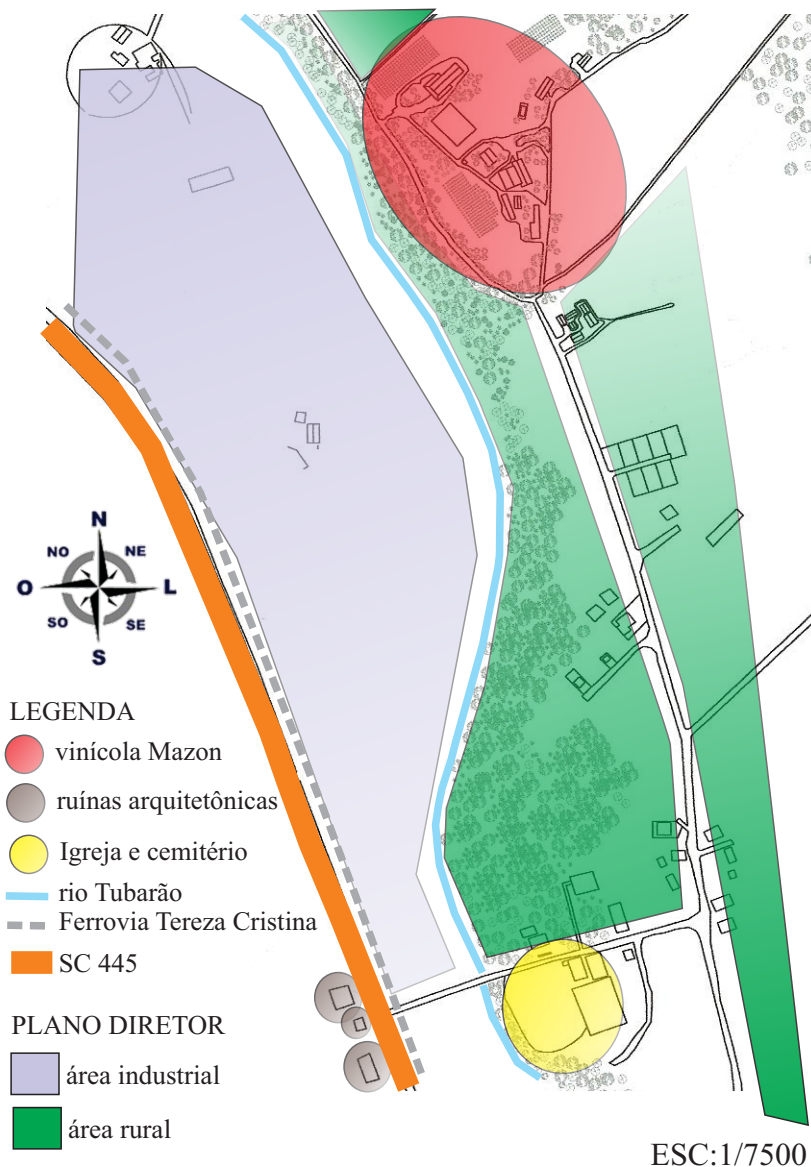 N
NO
NE
O
L
SO
SE
S
LEGENDA
vinícola Mazon
ruínas arquitetônicas
Igreja e cemitério
rio Tubarão
Ferrovia Tereza Cristina
SC 445
PLANO DIRETOR
área industrial
área rural
ESC:1/7500